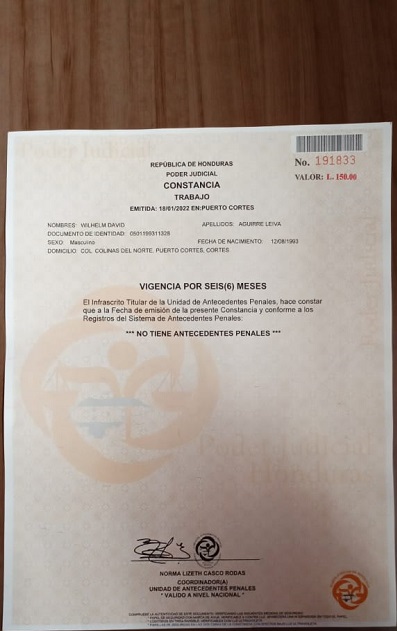 Poder Judicial
No. 191833
VALOR: L. 150.00
REPÚBLICA DE HONDURAS
PODER JUDICIAL
CONSTANCIA
TRABAJO
EMITIDA: 18/01/2022 EN:PUERTO CORTES
NOMBRES: WILHELM DAVID APELLIDOS: AGUIRRE LEIVA
DOCUMENTO DE IDENTIDAD: 0501199311328
SEXO: Masculino FECHA DE NACIMIENTO: 12/08/1993
DOMICILIO: COL. COLINAS DEL NORTE, PUERTO CORTES, CORTES.
VIGENCIA POR SEIS(6) MESES
El Infrascrito Titular de la Unidad de Antecedentes Penales, hace constar
que a la Fecha de emisión de la presente Constancia y conforme a los
Registros del Sistema de Antecedentes Penales:
*** NO TIENE ANTECEDENTES PENALES ***
NORMA LIZETH CASCO RODAS
COORDINADOR(A)
UNIDAD DE ANTECEDENTES PENALES
* VALIDO A NIVEL NACIONAL *